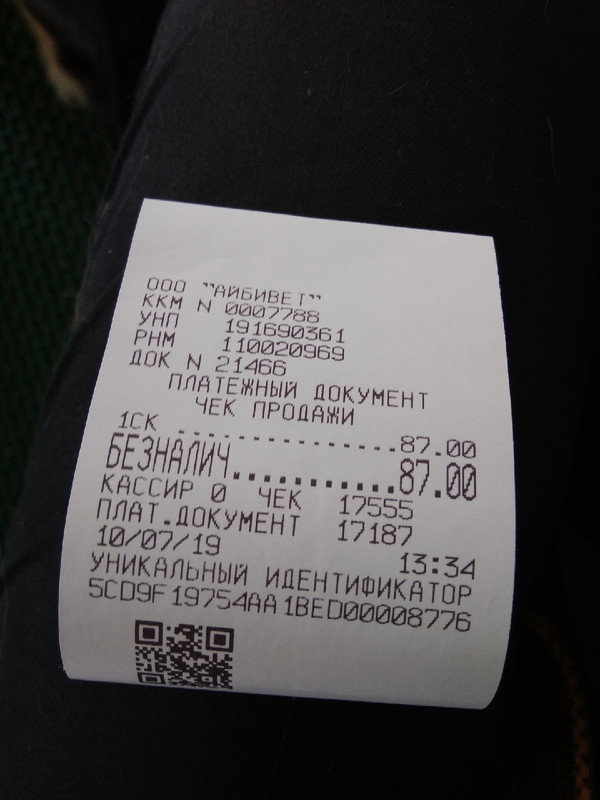 ООО "АЙБИВЕТ"
ККМ N 0007788
УНП 191690361
РНМ 110020969
ДОК N 21466
ПЛАТЕЖНЫЙ ДОКУМЕНТ
ЧЕК ПРОДАЖИ
1СК ................87.00
БЕЗНАЛИЧ............87.00
КАССИР 0 ЧЕК 17555
ПЛАТ.ДОКУМЕНТ 17187
10/07/19 13:34
УНИКАЛЬНЫЙ ИДЕНТИФИКАТОР
5CD9F19754AA1BED00008776